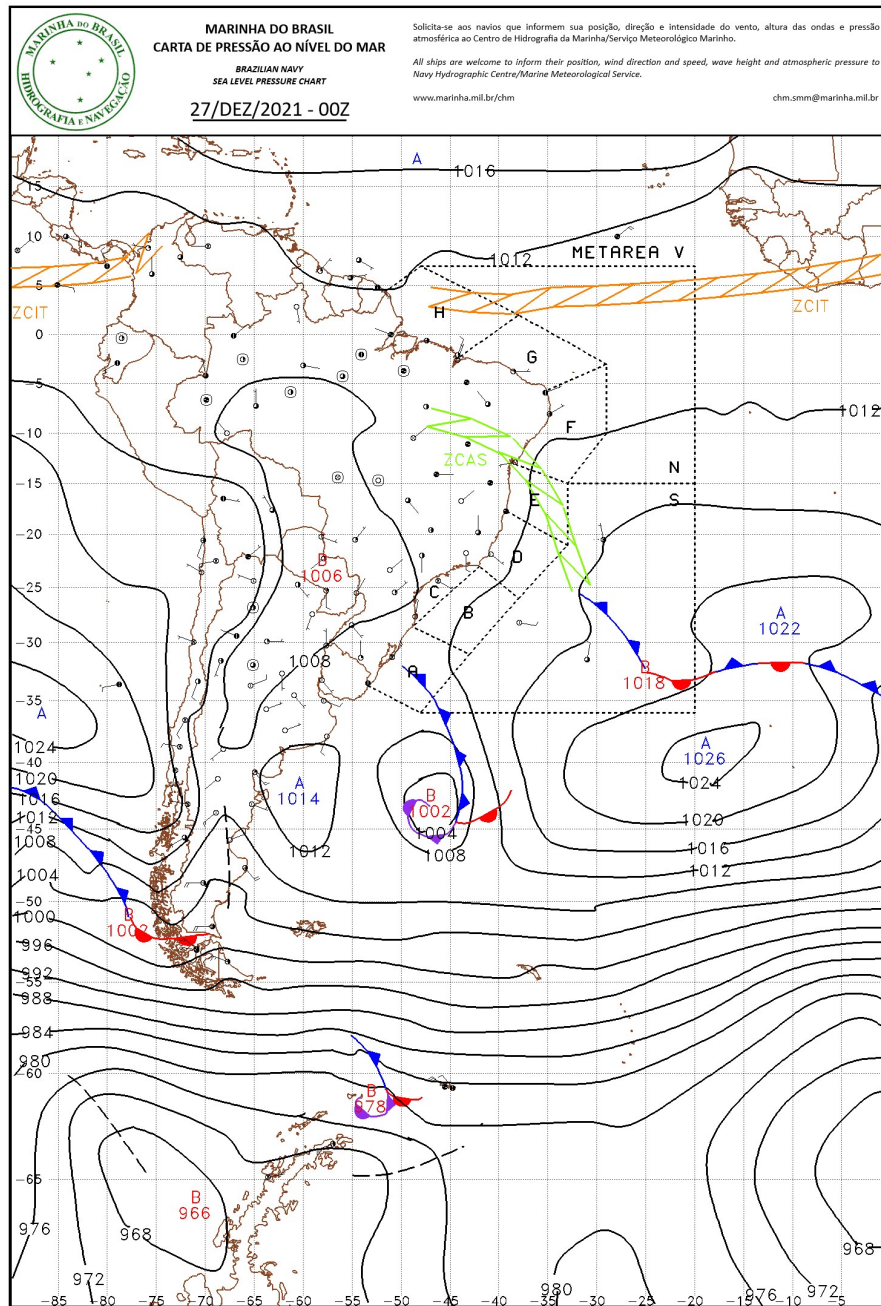 MARINHA DO BRASIL
HIDROGRAFIA E NAVEGAÇÃO
MARINHA DO BRASIL
CARTA DE PRESSÃO AO NÍVEL DO MAR
BRAZILIAN NAVY
SEA LEVEL PRESSURE CHART
27/DEZ/2021 - 00Z
Solicita-se aos navios que informem sua posição, direção e intensidade do vento, altura das ondas e pressão
atmosférica ao Centro de Hidrografia da Marinha/Serviço Meteorológico Marinho.
All ships are welcome to inform their position, wind direction and speed, wave height and atmospheric pressure to
Navy Hydrographic Centre/Marine Meteorological Service.
www.marinha.mil.br/chm
chm.smm@marinha.mil.br
A
1016
15
10
METAREA V
1012
5
ZCIT
H
ZCIT
0
G
-5
1012
F
-10
ZCAS
N
-15
E
S
-20
B
1006
D
-25
C
B
A
1022
-30
1008
A
B
1018
-35
A
1024
A
1026
-40
1020
A
1014
B
1002
1024
1016
1012
1004
1020
-45
1008
1012
1008
1016
1004
1012
-50
1000
B
1002
996
992
-55
988
984
980
-60
B
978
-65
B
966
976
968
968
972
980
976
972
-85 -80 -75 -70 -65 -60 -55 -50 -45 -40 -35 -30 -25 -20 -15 -10 -5